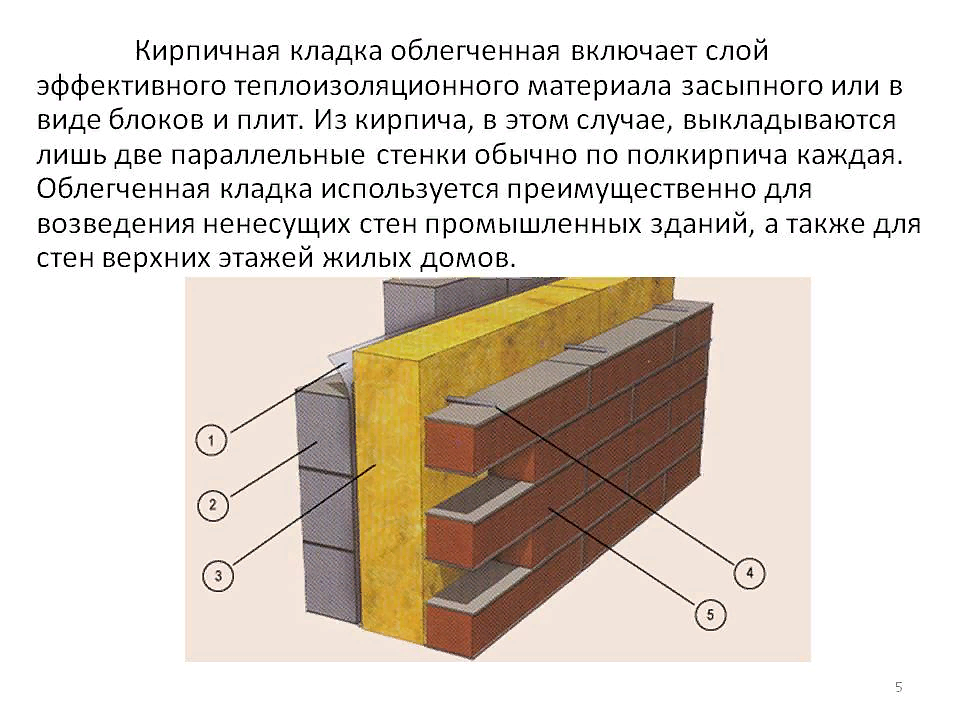 Кирпичная кладка облегченная включает слой
эффективного теплоизоляционного материала засыпного или в
виде блоков и плит. Из кирпича, в этом случае, выкладываются
лишь две параллельные стенки обычно по полкирпича каждая.
Облегченная кладка используется преимущественно для
возведения ненесущих стен промышленных зданий, а также для
стен верхних этажей жилых домов.
1
2
3
4
5
5